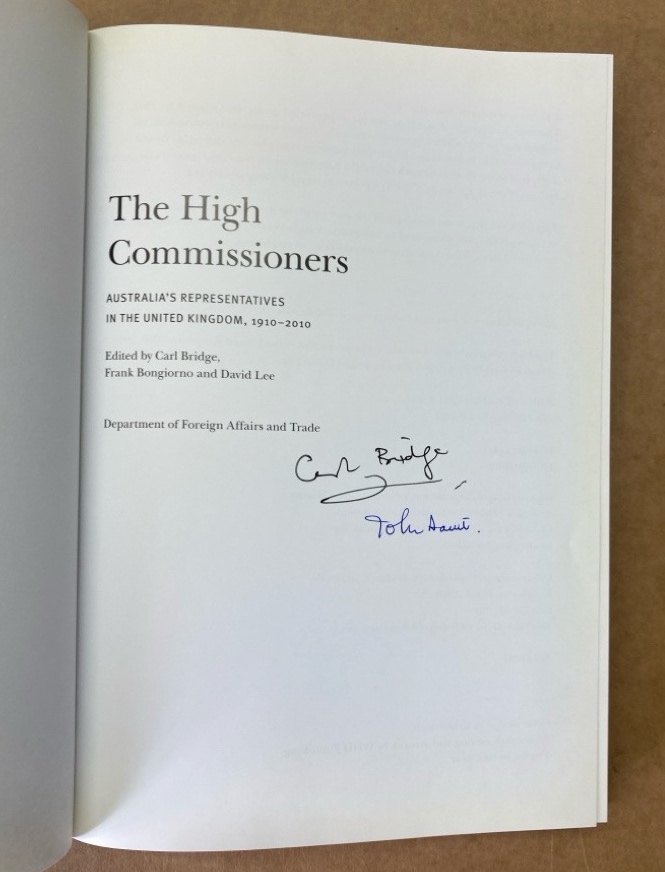 The High
Commissioners
AUSTRALIA'S REPRESENTATIVES
IN THE UNITED KINGDOM, 1910–2010
Edited by Carl Bridge,
Frank Bongiorno and David Lee
Department of Foreign Affairs and Trade
Carl Bridge
John